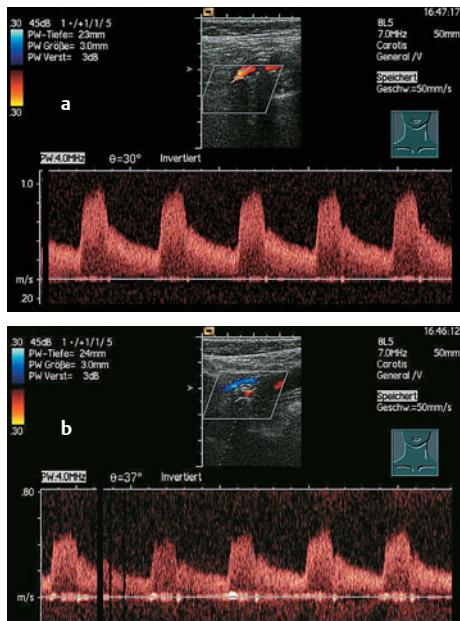 16:47:17
.30 45dB 1 •/+1/1/5 8L5
PW-Tiefe= 23mm 7.0MHz 50mm
PW Größe= 3.0mm Carotis
PW Verst= 3dB General /V
Speichert
Geschw.=50mm/s
a
.30
PW:4.0MHz θ=30° Invertiert
1.0
m/s
.20
16:46:12
.30 45dB 1 •/+1/1/5 8L5
PW-Tiefe= 24mm 7.0MHz 50mm
PW Größe= 3.0mm Carotis
PW Verst= 3dB General /V
Speichert
Geschw.=50mm/s
b
.30
PW:4.0MHz θ=37° Invertiert
.80
m/s